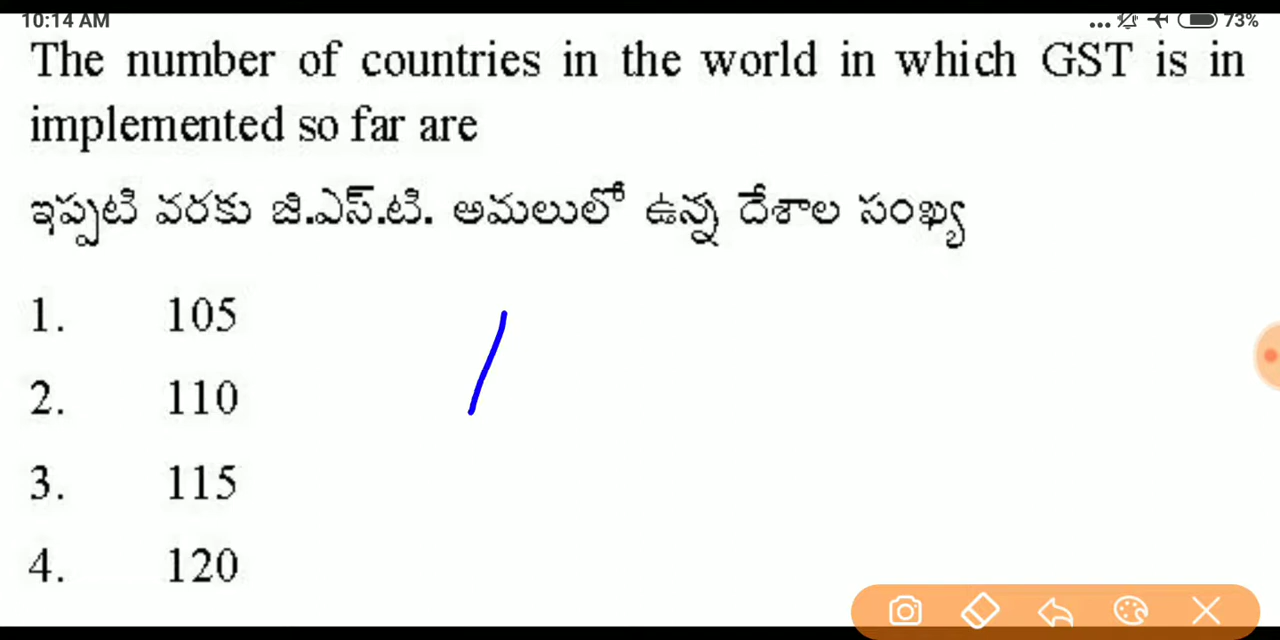 10:14 AM
73%
The number of countries in the world in which GST is in
implemented so far are
ఇప్పటి వరకు జి.ఎస్.టి. అమలులో ఉన్న దేశాల సంఖ్య
1. 105
2. 110
3. 115
4. 120